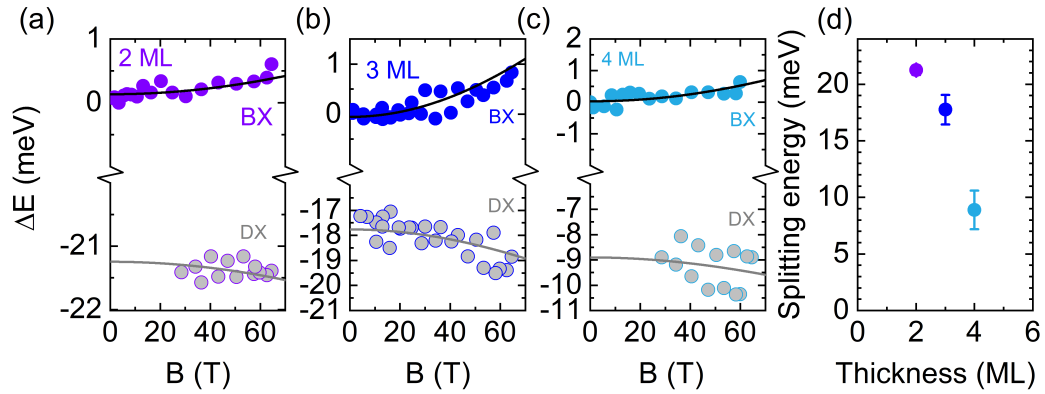 (a)
(b)
(c)
(d)
ΔE (meV)
1
0
-21
-22
2 ML
BX
DX
0 20 40 60
B (T)
1
0
-17
-18
-19
-20
-21
3 ML
BX
DX
0 20 40 60
B (T)
2
1
0
-1
-7
-8
-9
-10
-11
4 ML
BX
DX
0 20 40 60
B (T)
Splitting energy (meV)
20
10
0
0 2 4 6
Thickness (ML)